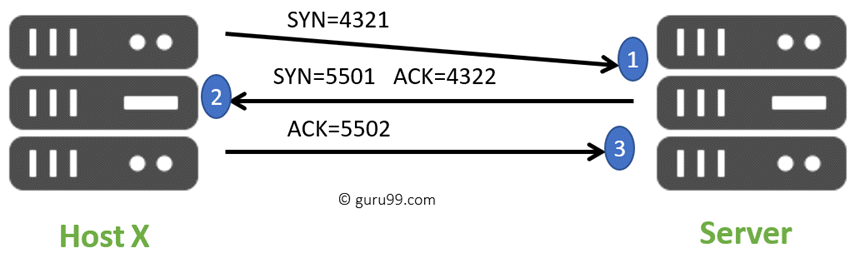 SYN=4321
1
SYN=5501 ACK=4322
2
ACK=5502
3
© guru99.com
Host X
Server